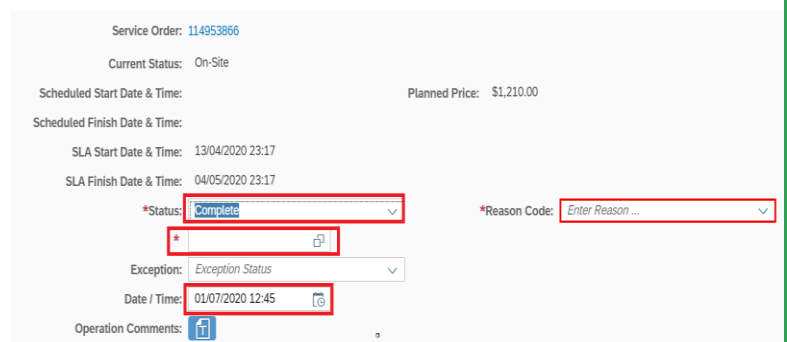 Service Order: 114953866
Current Status: On-Site
Scheduled Start Date & Time: Planned Price: $1,210.00
Scheduled Finish Date & Time:
SLA Start Date & Time: 13/04/2020 23:17
SLA Finish Date & Time: 04/05/2020 23:17
*Status: Complete *Reason Code: Enter Reason ...
*
Exception: Exception Status
Date / Time: 01/07/2020 12:45
Operation Comments: T